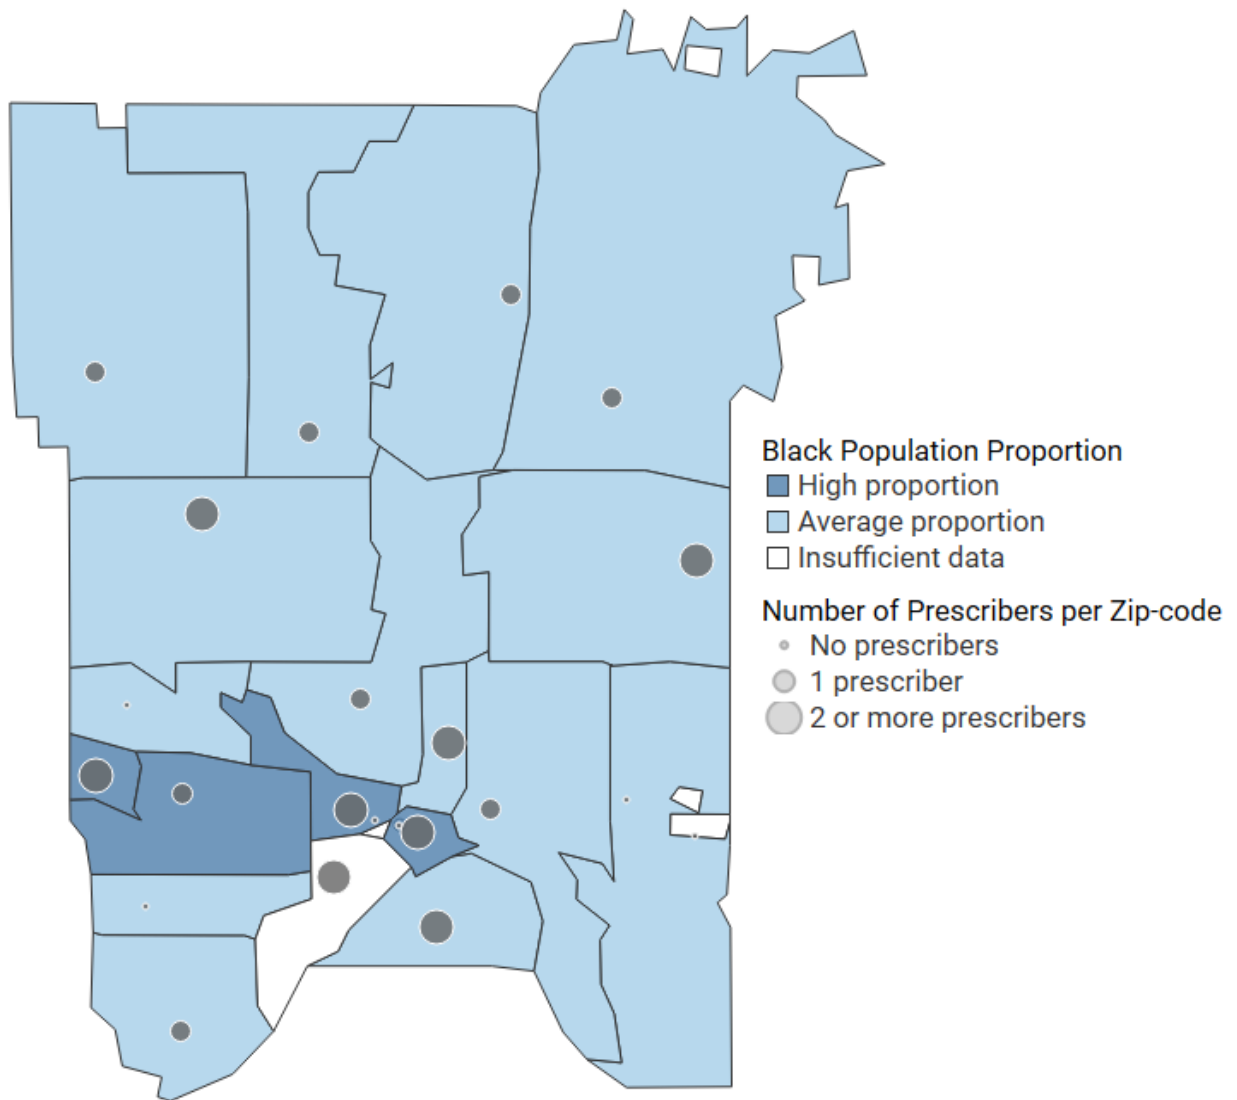 Black Population Proportion
High proportion
Average proportion
Insufficient data
Number of Prescribers per Zip-code
No prescribers
1 prescriber
2 or more prescribers